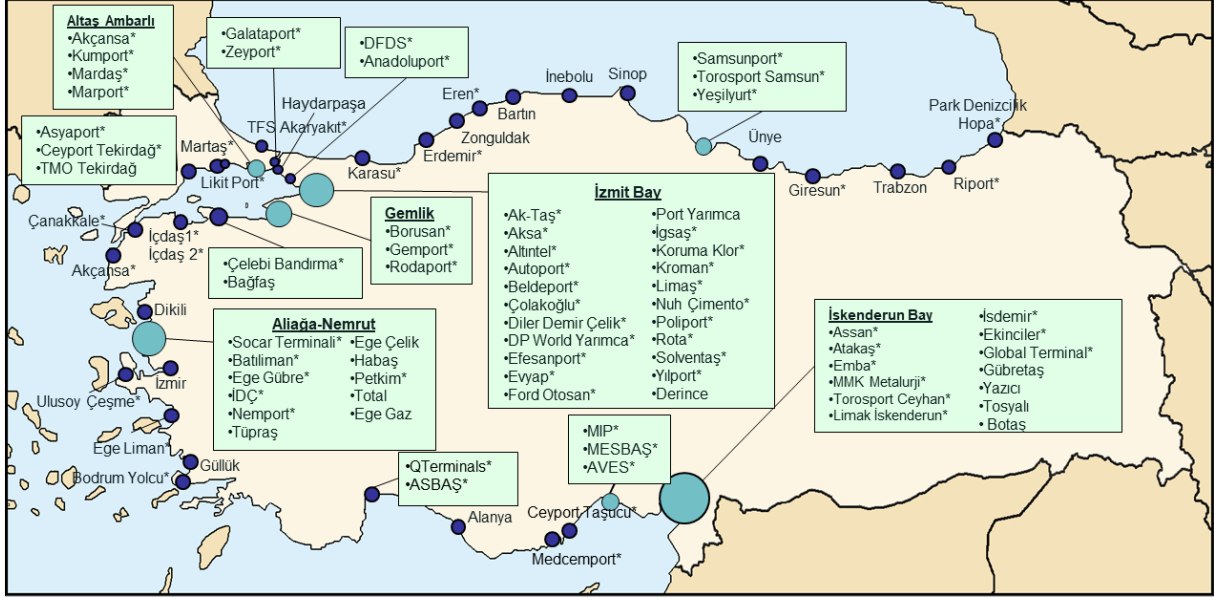 Altaş Ambarlı
•Akçansa*
•Kumport*
•Mardaş*
•Marport*
•Galataport*
•Zeyport*
•DFDS*
•Anadoluport*
•Samsunport*
•Torosport Samsun*
•Yeşilyurt*
•Asyaport*
•Ceyport Tekirdağ*
•TMO Tekirdağ
Martaş*
Likit Port*
TFS Akaryakıt*
Haydarpaşa
Karasu*
Erdemir*
Eren*
Zonguldak
Bartın
İnebolu
Sinop
Ünye
Giresun*
Trabzon
Riport*
Park Denizcilik
Hopa*
Çanakkale*
İçdaş1*
İçdaş 2*
Akçansa*
•Çelebi Bandırma*
•Bağfaş
Gemlik
•Borusan*
•Gemport*
•Rodaport*
İzmit Bay
•Ak-Taş*
•Aksa*
•Altıntel*
•Autoport*
•Beldeport*
•Çolakoğlu*
•Diler Demir Çelik*
•DP World Yarımca*
•Efesanport*
•Evyap*
•Ford Otosan*
•Port Yarımca
•İgsaş*
•Koruma Klor*
•Kroman*
•Limaş*
•Nuh Çimento*
•Poliport*
•Rota*
•Solventaş*
•Yılport*
•Derince
Dikili
Aliağa-Nemrut
•Socar Terminali*
•Batıliman*
•Ege Gübre*
•İDÇ*
•Nemport*
•Tüpraş
•Ege Çelik
•Habaş
•Petkim*
•Total
•Ege Gaz
İskenderun Bay
•Assan*
•Atakaş*
•Emba*
•MMK Metalurji*
•Torosport Ceyhan*
•Limak İskenderun*
•İsdemir*
•Ekinciler*
•Global Terminal*
•Gübretaş
•Yazıcı
•Tosyalı
• Botaş
İzmir
Ulusoy Çeşme*
Ege Liman*
Güllük
Bodrum Yolcu*
•QTerminals*
•ASBAŞ*
•MIP*
•MESBAŞ*
•AVES*
Alanya
Ceyport Taşucu*
Medcemport*